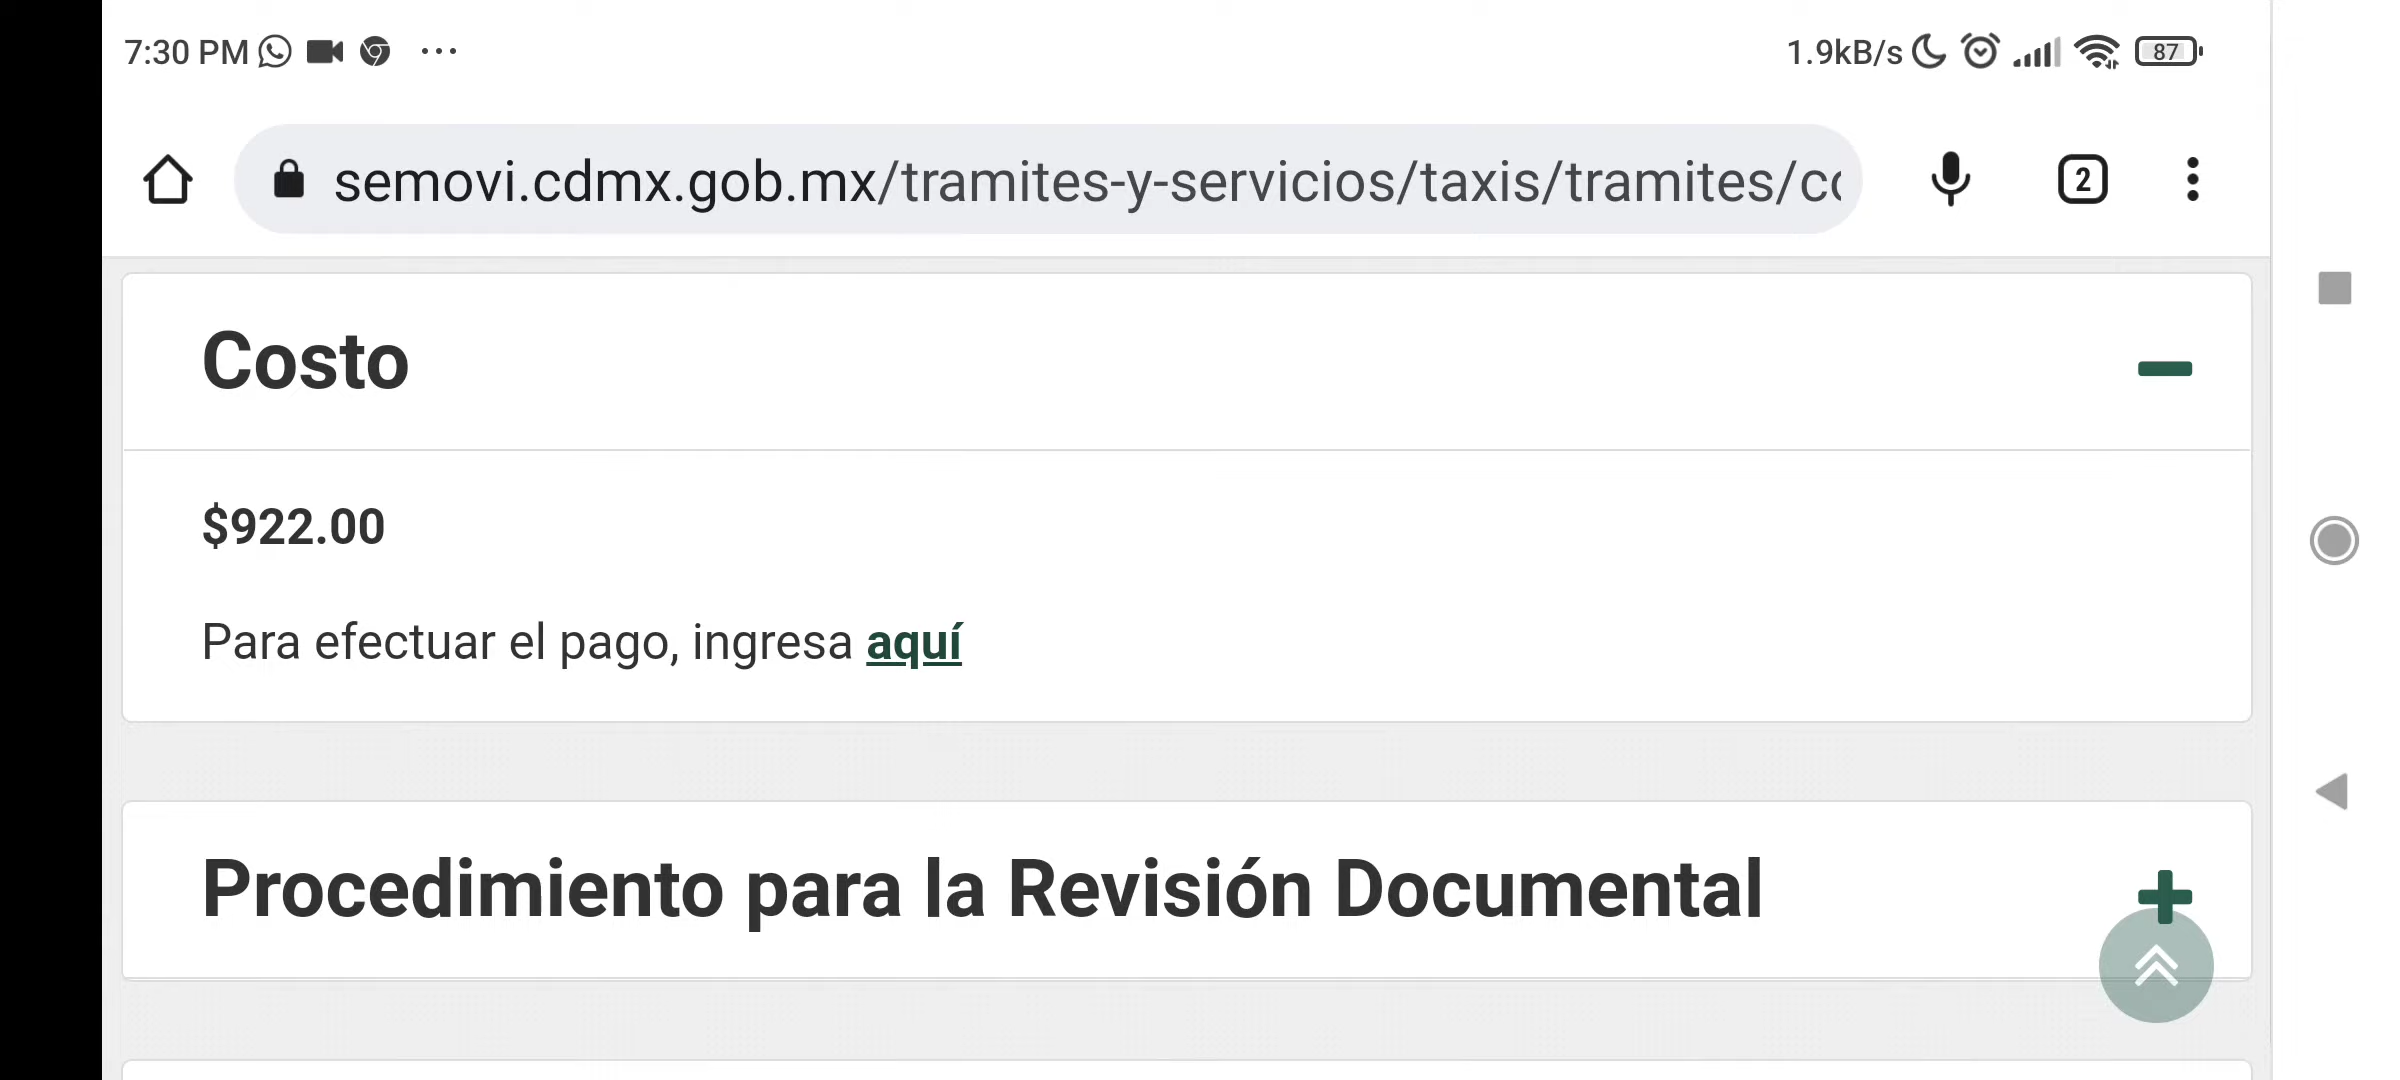 7:30 PM ... 1.9kB/s 87
semovi.cdmx.gob.mx/tramites-y-servicios/taxis/tramites/co 2
Costo
$922.00
Para efectuar el pago, ingresa aquí
Procedimiento para la Revisión Documental